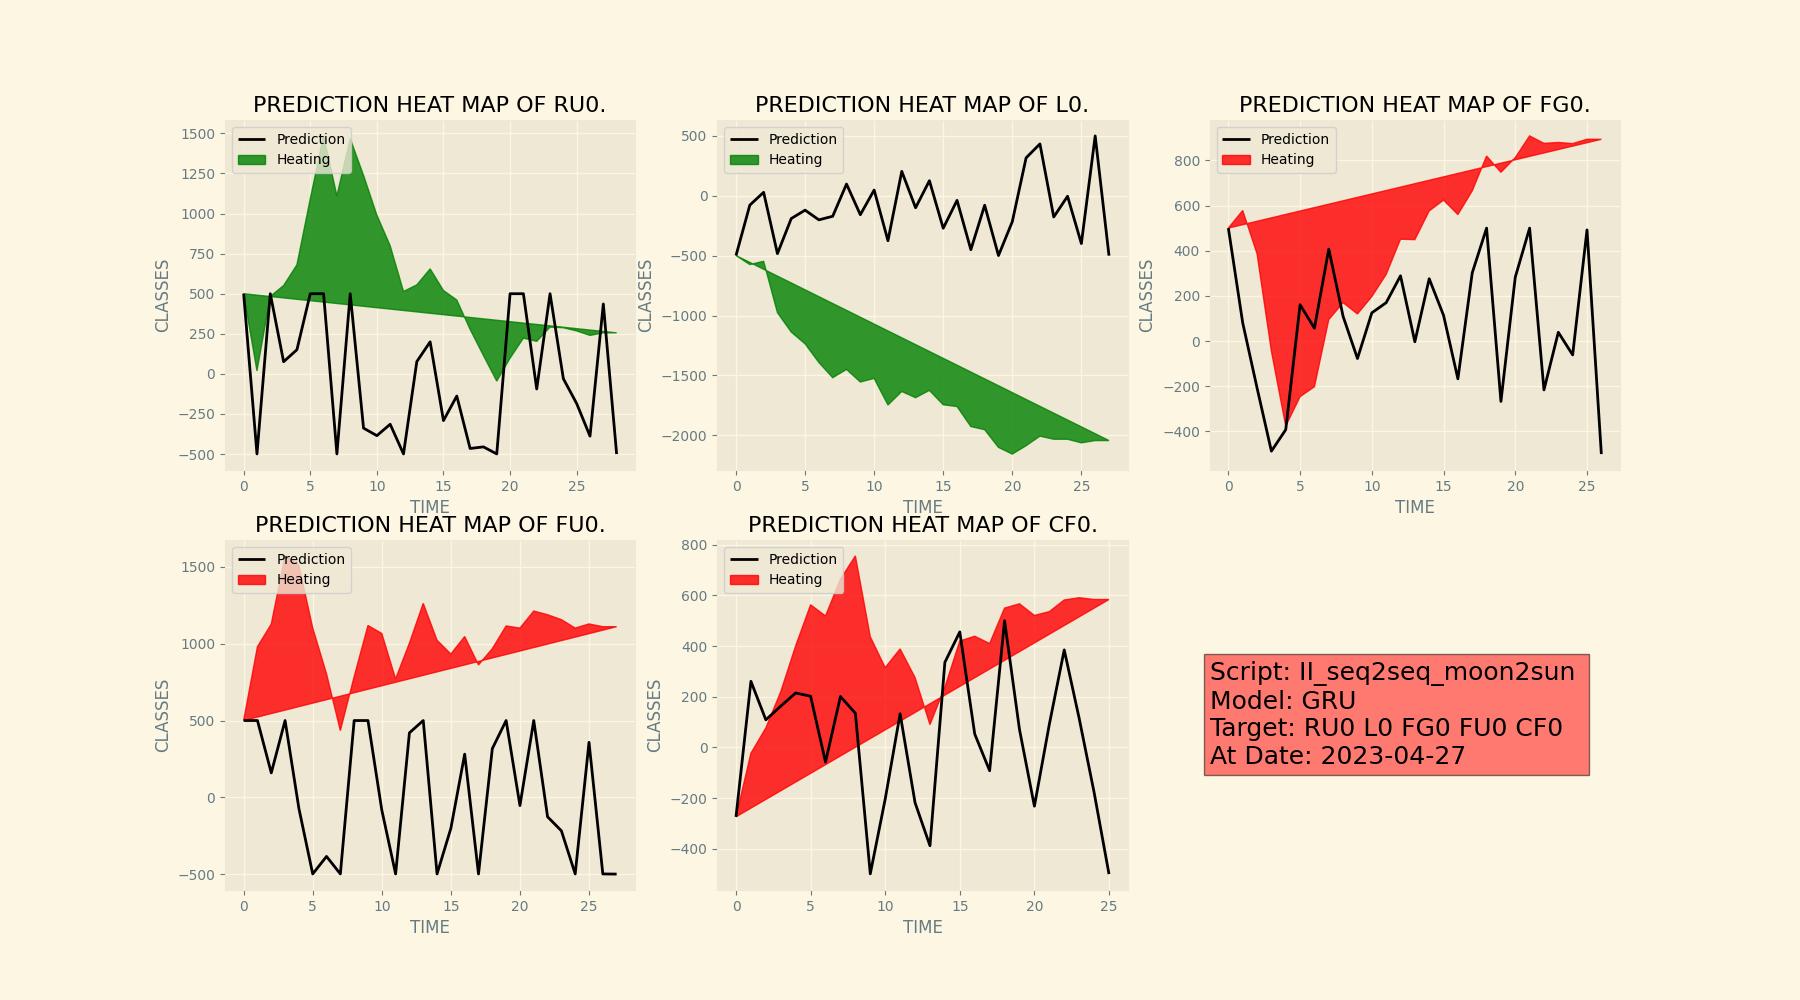 PREDICTION HEAT MAP OF RU0.
CLASSES
1500
1250
1000
750
500
250
0
−250
−500
Prediction
Heating
0 5 10 15 20 25
TIME
PREDICTION HEAT MAP OF L0.
CLASSES
500
0
−500
−1000
−1500
−2000
Prediction
Heating
0 5 10 15 20 25
TIME
PREDICTION HEAT MAP OF FG0.
CLASSES
800
600
400
200
0
−200
−400
Prediction
Heating
0 5 10 15 20 25
TIME
PREDICTION HEAT MAP OF FU0.
CLASSES
1500
1000
500
0
−500
Prediction
Heating
0 5 10 15 20 25
TIME
PREDICTION HEAT MAP OF CF0.
CLASSES
800
600
400
200
0
−200
−400
Prediction
Heating
0 5 10 15 20 25
TIME
Script: II_seq2seq_moon2sun
Model: GRU
Target: RU0 L0 FG0 FU0 CF0
At Date: 2023-04-27